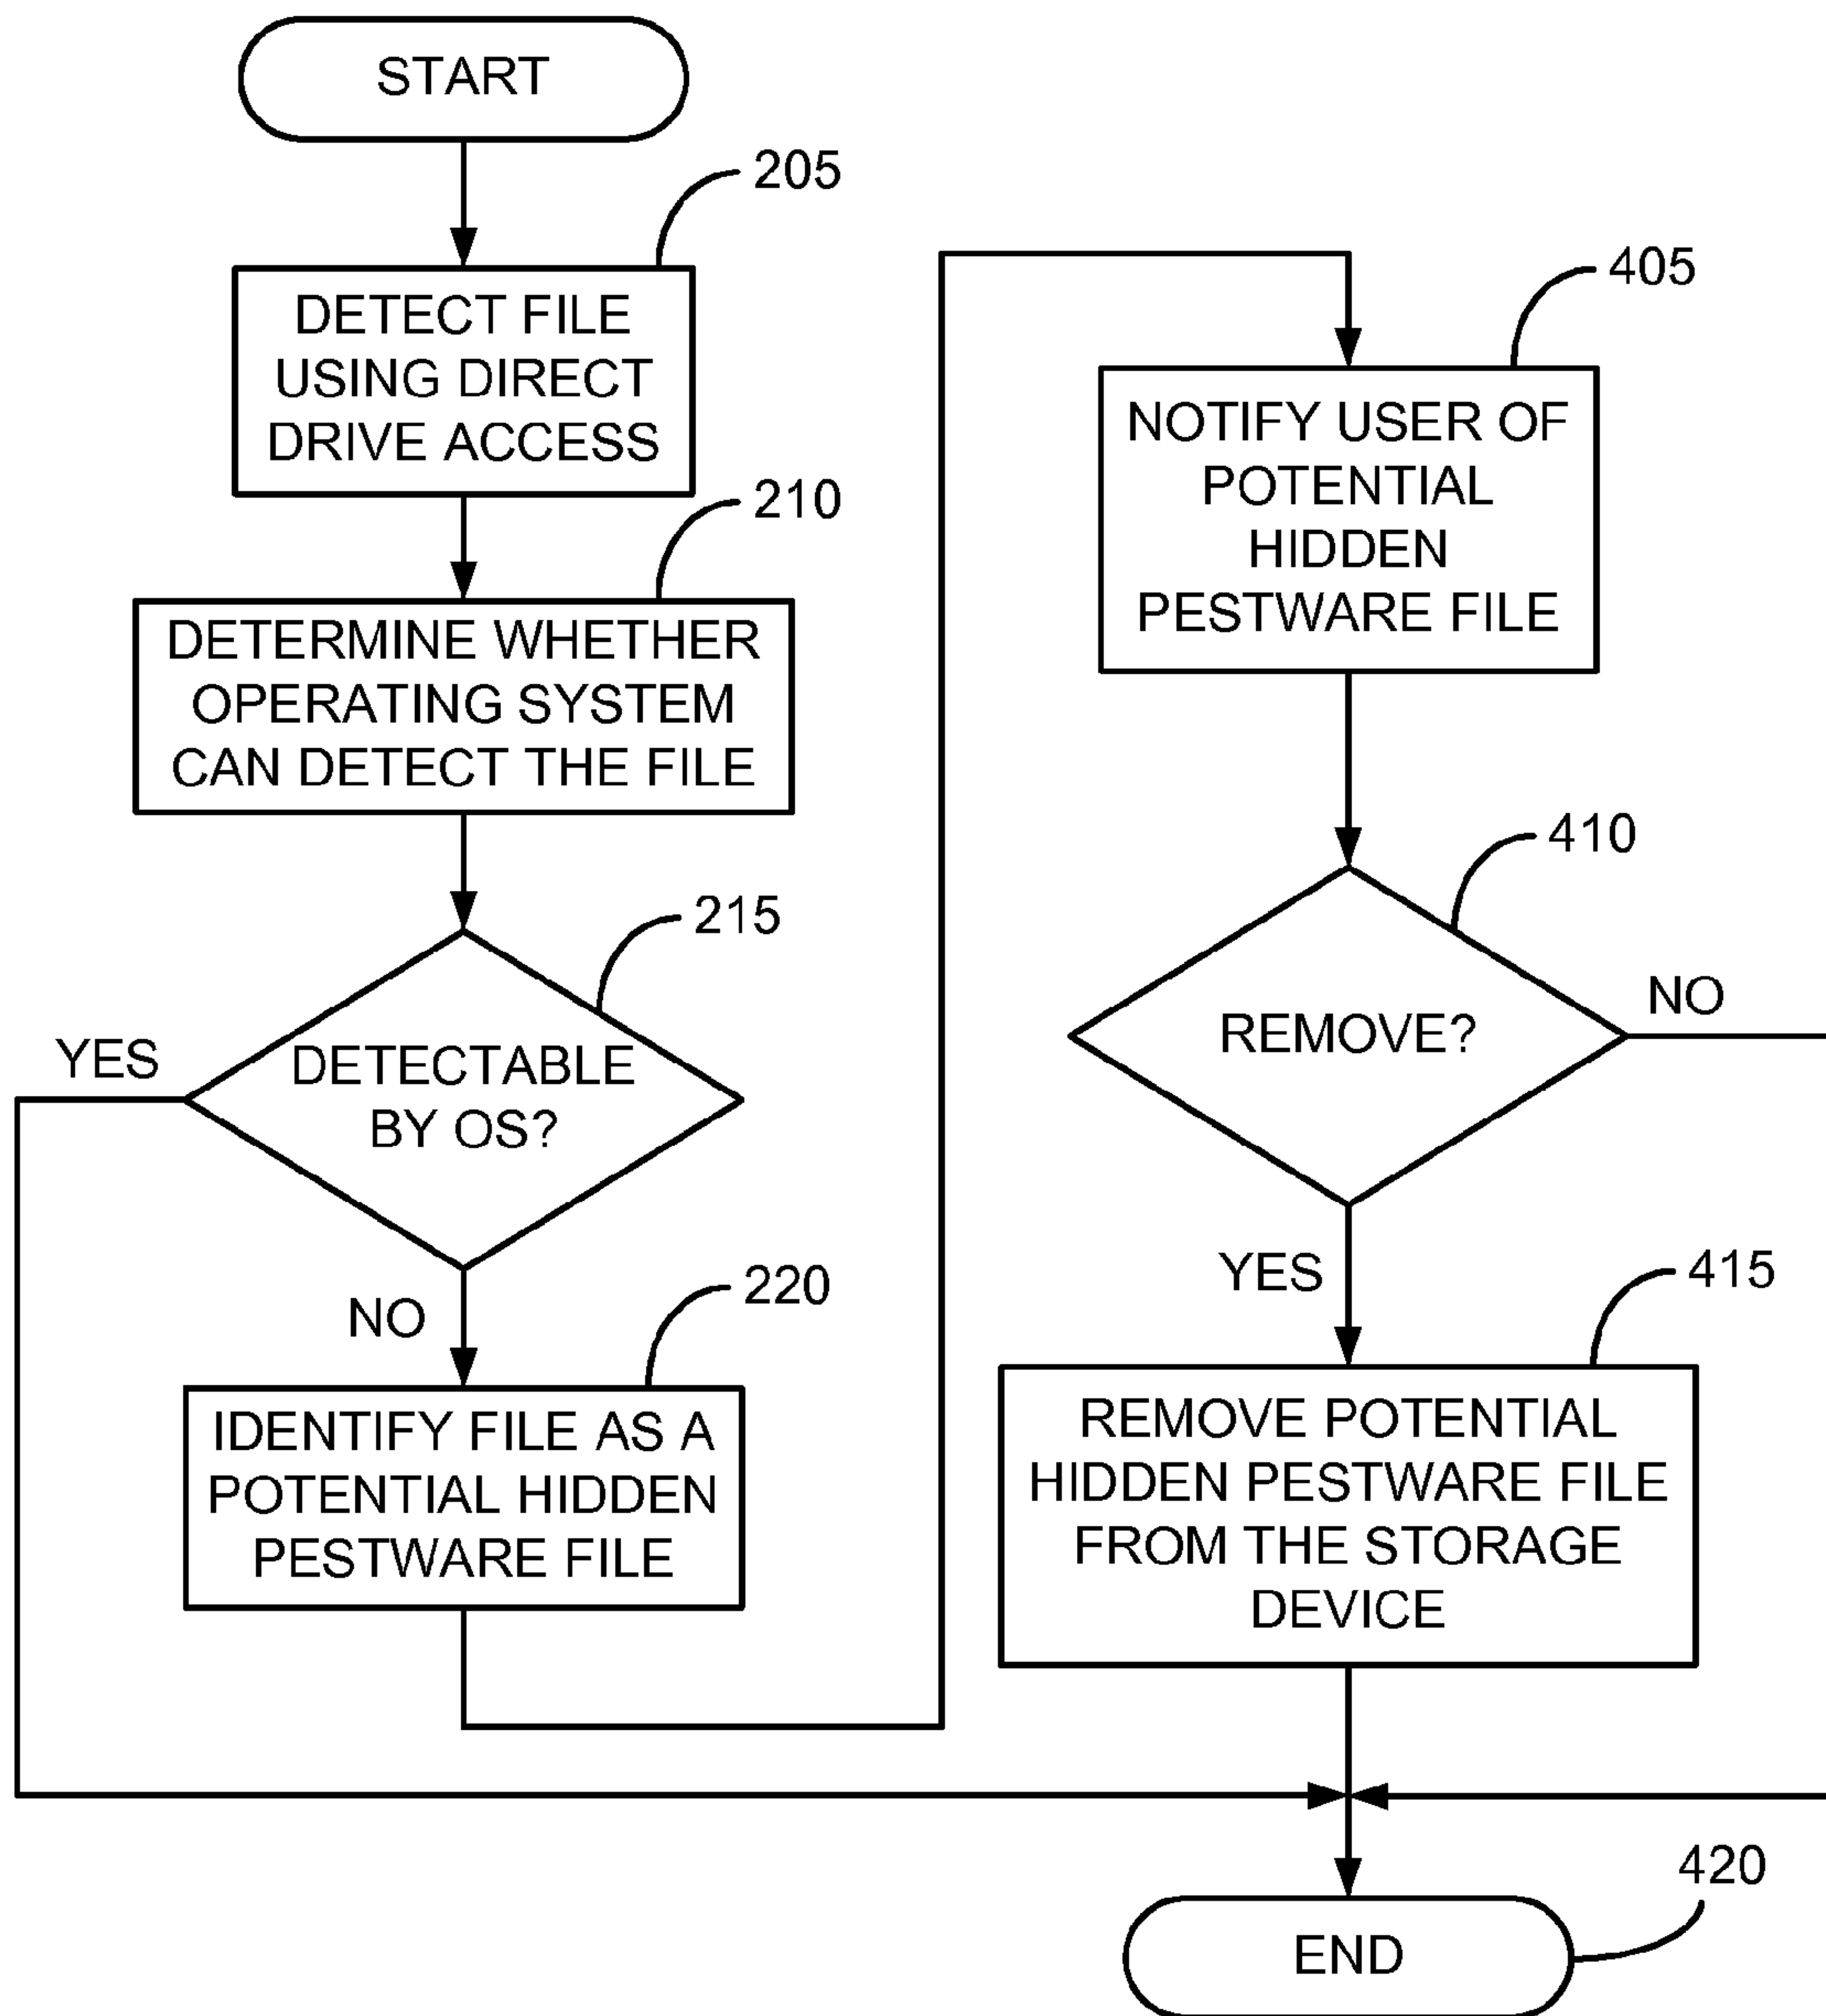 START
205
DETECT FILE
USING DIRECT
DRIVE ACCESS
210
DETERMINE WHETHER
OPERATING SYSTEM
CAN DETECT THE FILE
215
YES
DETECTABLE
BY OS?
NO
220
IDENTIFY FILE AS A
POTENTIAL HIDDEN
PESTWARE FILE
405
NOTIFY USER OF
POTENTIAL
HIDDEN
PESTWARE FILE
410
NO
REMOVE?
YES
415
REMOVE POTENTIAL
HIDDEN PESTWARE FILE
FROM THE STORAGE
DEVICE
420
END